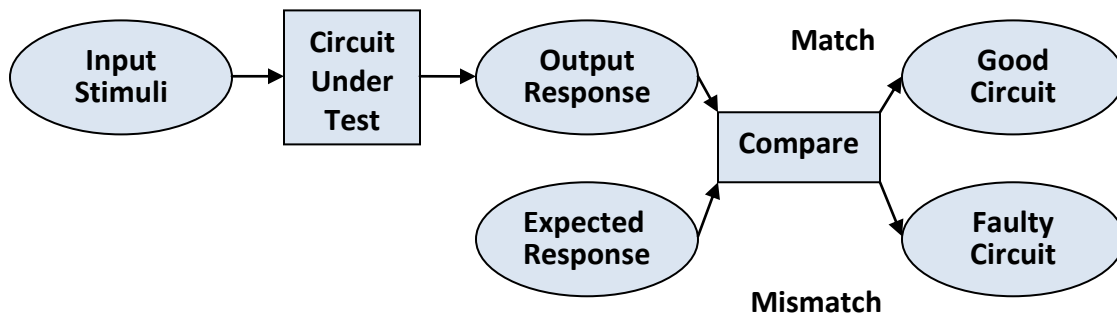 Input
Stimuli
Circuit
Under
Test
Output
Response
Match
Good
Circuit
Compare
Expected
Response
Faulty
Circuit
Mismatch